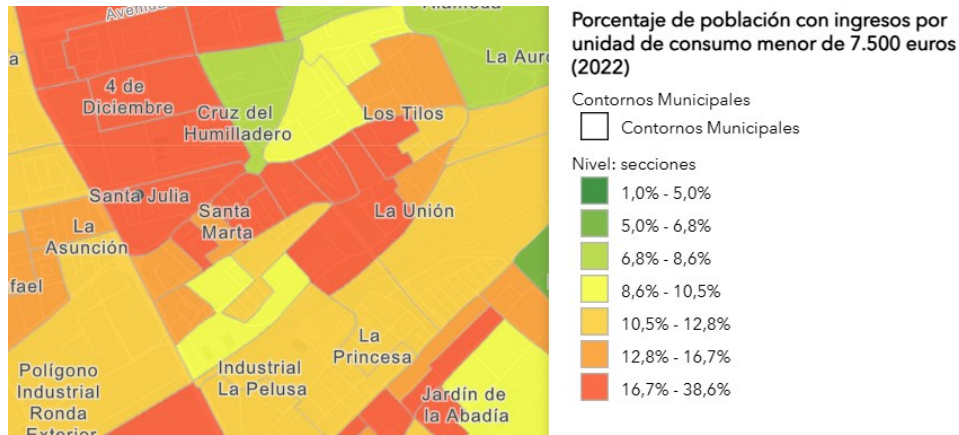 Porcentaje de población con ingresos por
unidad de consumo menor de 7.500 euros
(2022)
Contornos Municipales
Contornos Municipales
Nivel: secciones
1,0% - 5,0%
5,0% - 6,8%
6,8% - 8,6%
8,6% - 10,5%
10,5% - 12,8%
12,8% - 16,7%
16,7% - 38,6%
La Auro
4 de
Diciembre
Cruz del
Humilladero
Los Tilos
Santa Julia
Santa
Marta
La Unión
La
Asunción
fael
La
Princesa
Polígono
Industrial
Ronda
Exterior
Industrial
La Pelusa
Jardín de
la Abadía